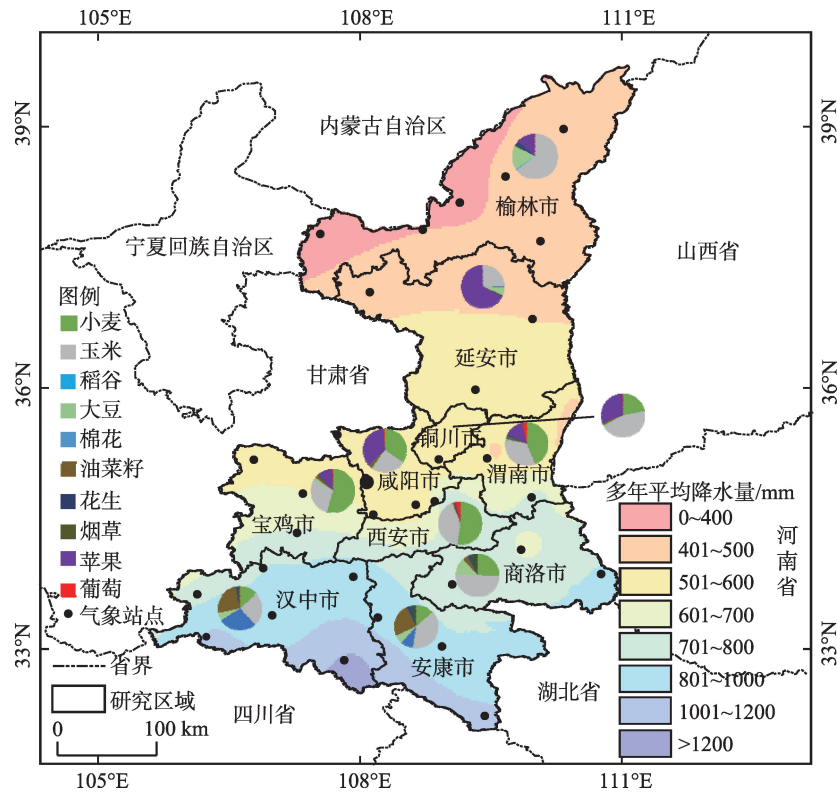 105°E 108°E 111°E
39°N 39°N
内蒙古自治区
榆林市
宁夏回族自治区
山西省
图例
小麦
玉米
稻谷
大豆
棉花
油菜籽
花生
烟草
苹果
葡萄
气象站点
省界
研究区域
0 100 km
甘肃省
延安市
36°N 36°N
铜川市
渭南市
咸阳市
宝鸡市
西安市
商洛市
汉中市
安康市
33°N 33°N
四川省
湖北省
河南省
多年平均降水量/mm
0~400
401~500
501~600
601~700
701~800
801~1000
1001~1200
>1200
105°E 108°E 111°E